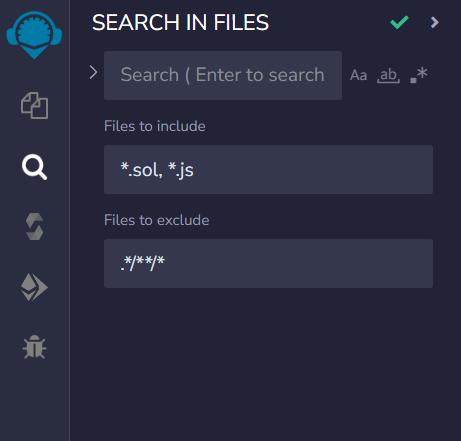 SEARCH IN FILES
Search ( Enter to search
Aa ab .*
Files to include
*.sol, *.js
Files to exclude
.*/**/*